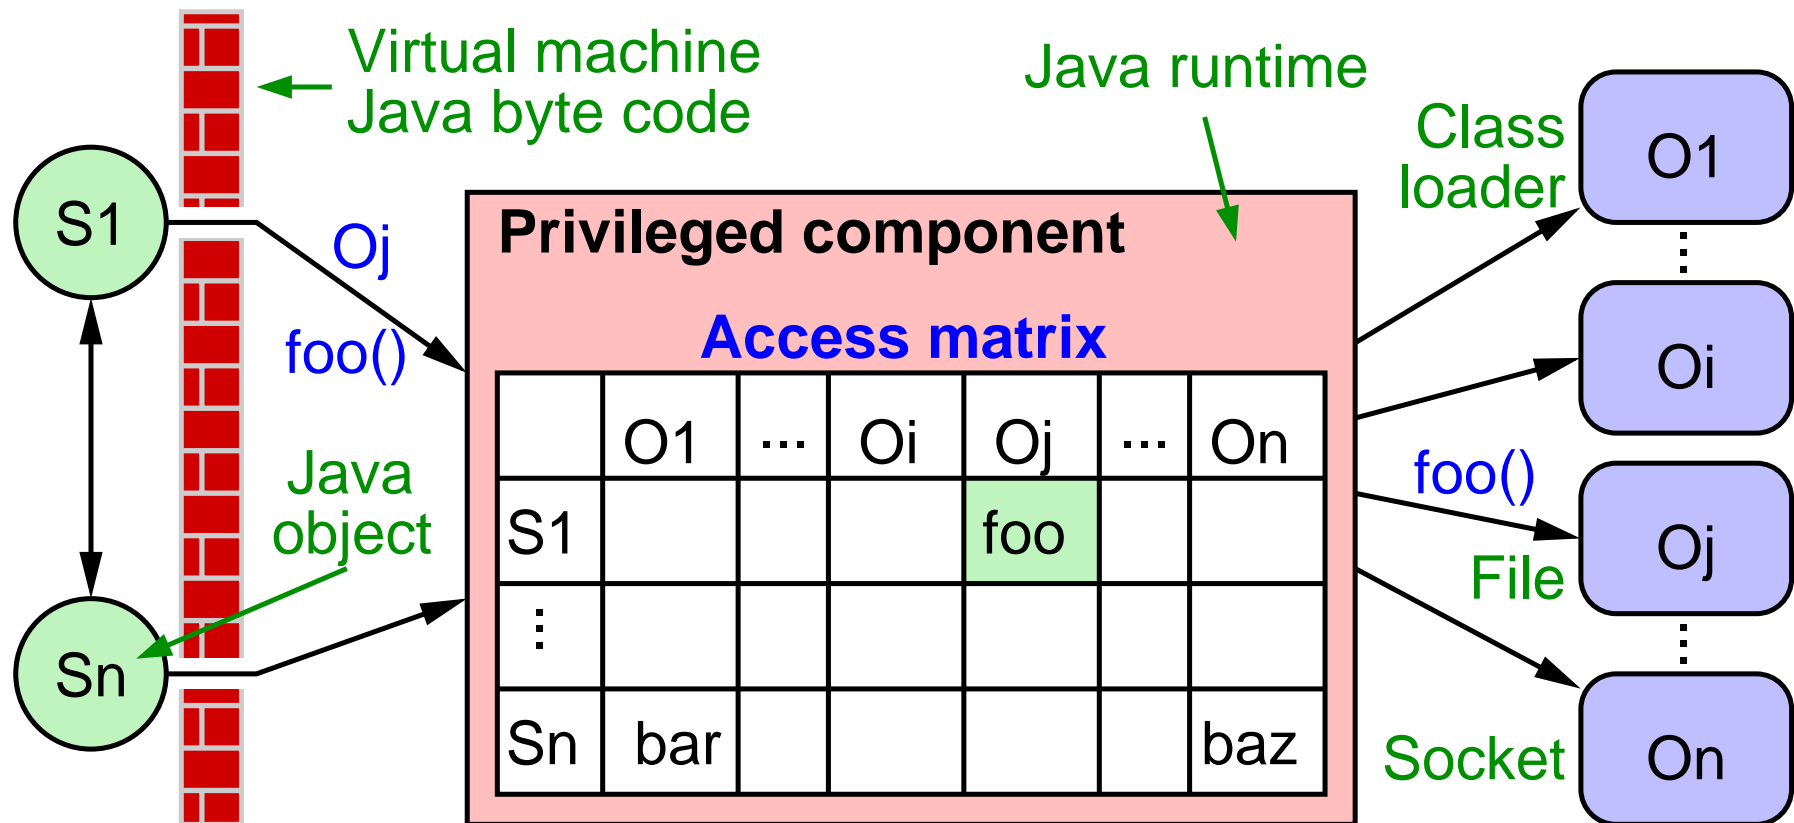 Virtual machine
Java byte code
Java runtime
Class
loader
O1
S1
Oj
foo()
Privileged component
Access matrix
Oi
O1 ... Oi Oj ... On
S1 foo
⋮
Sn bar baz
Java
object
foo()
Oj
File
Sn
Socket
On